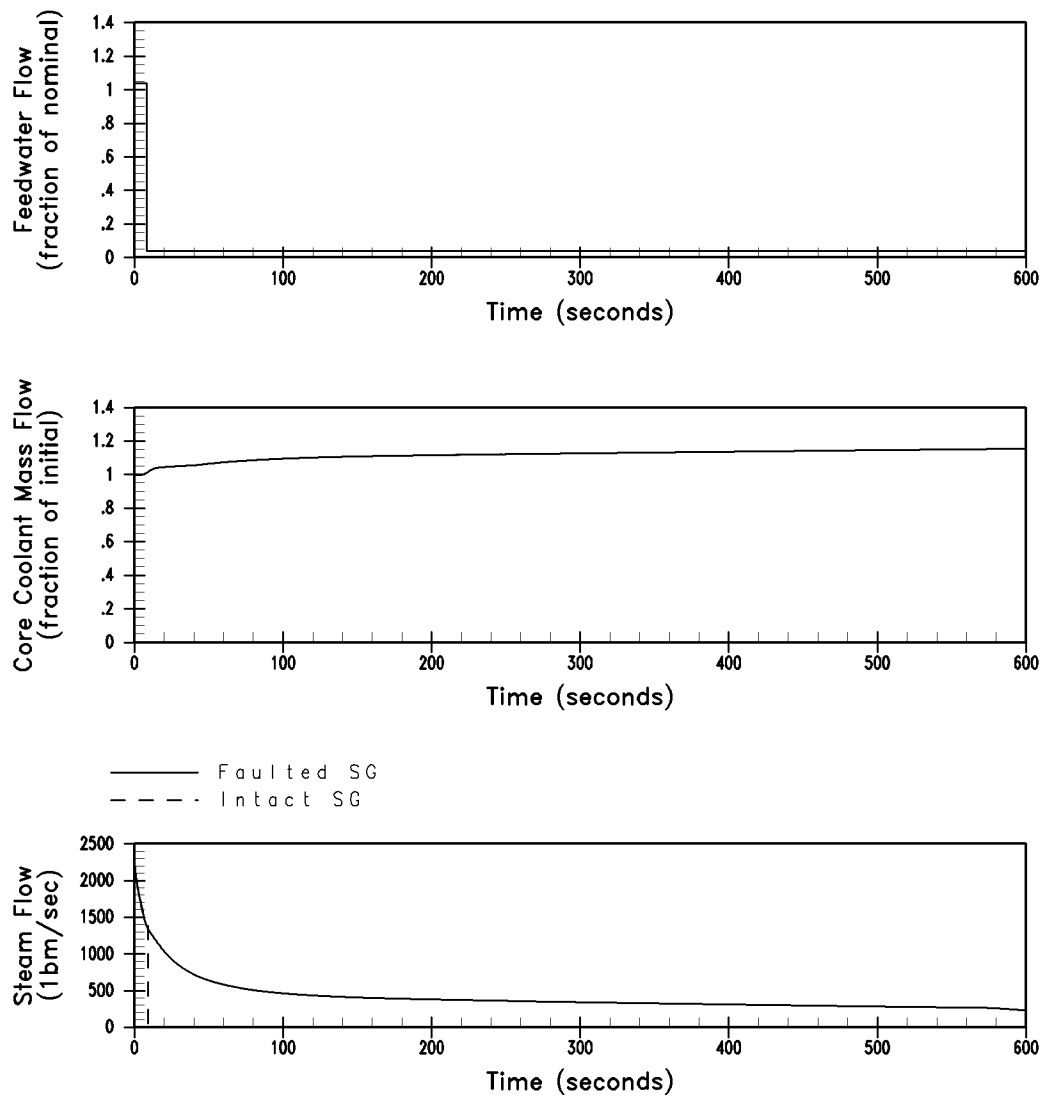 Feedwater Flow
(fraction of nominal)
1.4
1.2
1
.8
.6
.4
.2
0
0 100 200 300 400 500 600
Time (seconds)
Core Coolant Mass Flow
(fraction of initial)
1.4
1.2
1
.8
.6
.4
.2
0
0 100 200 300 400 500 600
Time (seconds)
Faulted SG
Intact SG
Steam Flow
(1bm/sec)
2500
2000
1500
1000
500
0
0 100 200 300 400 500 600
Time (seconds)